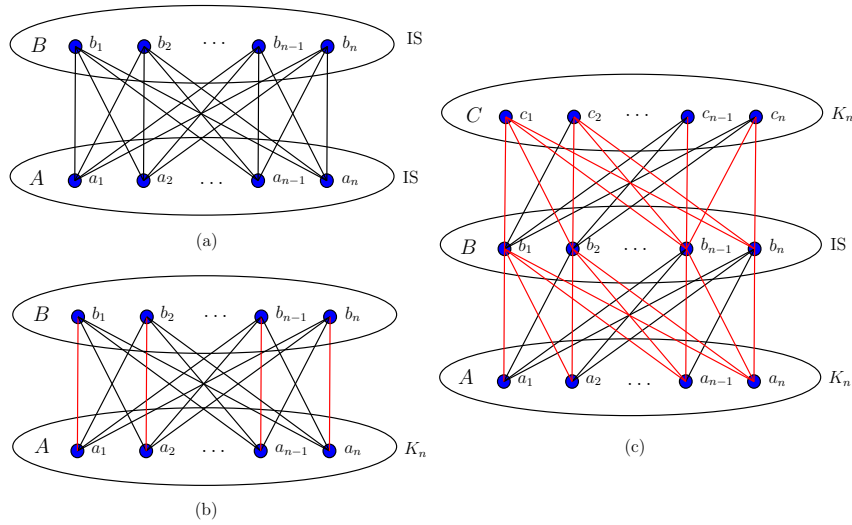 B b₁ b₂ ⋯ bₙ₋₁ bₙ IS
A a₁ a₂ … aₙ₋₁ aₙ IS
(a)
B b₁ b₂ ⋯ bₙ₋₁ bₙ
A a₁ a₂ … aₙ₋₁ aₙ Kₙ
(b)
C c₁ c₂ … cₙ₋₁ cₙ Kₙ
B b₁ b₂ … bₙ₋₁ bₙ IS
A a₁ a₂ … aₙ₋₁ aₙ Kₙ
(c)